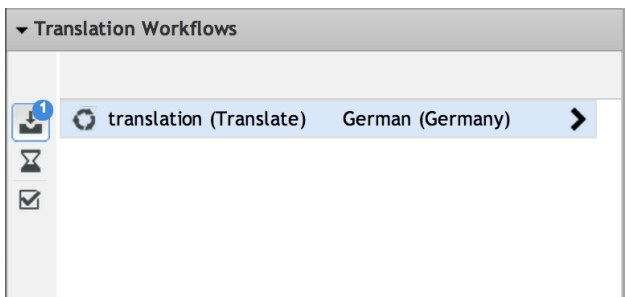 Translation Workflows
1
translation (Translate) German (Germany)